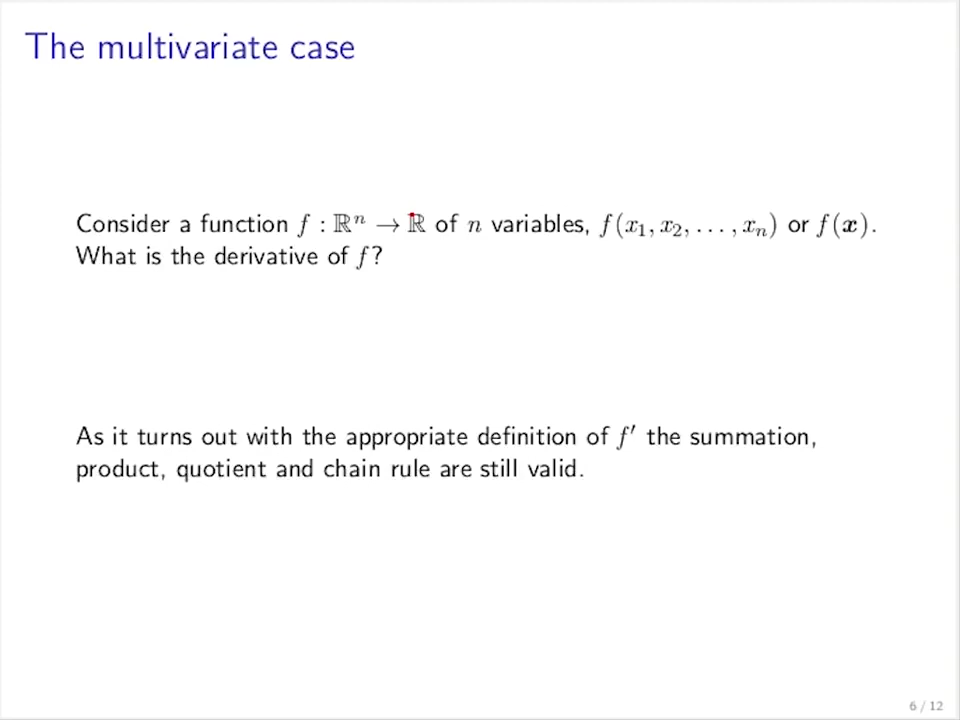 The multivariate case
Consider a function f : ℝⁿ → ℝ of n variables, f(x₁, x₂, . . . , xₙ) or f(𝒙).
What is the derivative of f?
As it turns out with the appropriate definition of f′ the summation,
product, quotient and chain rule are still valid.
6 / 12